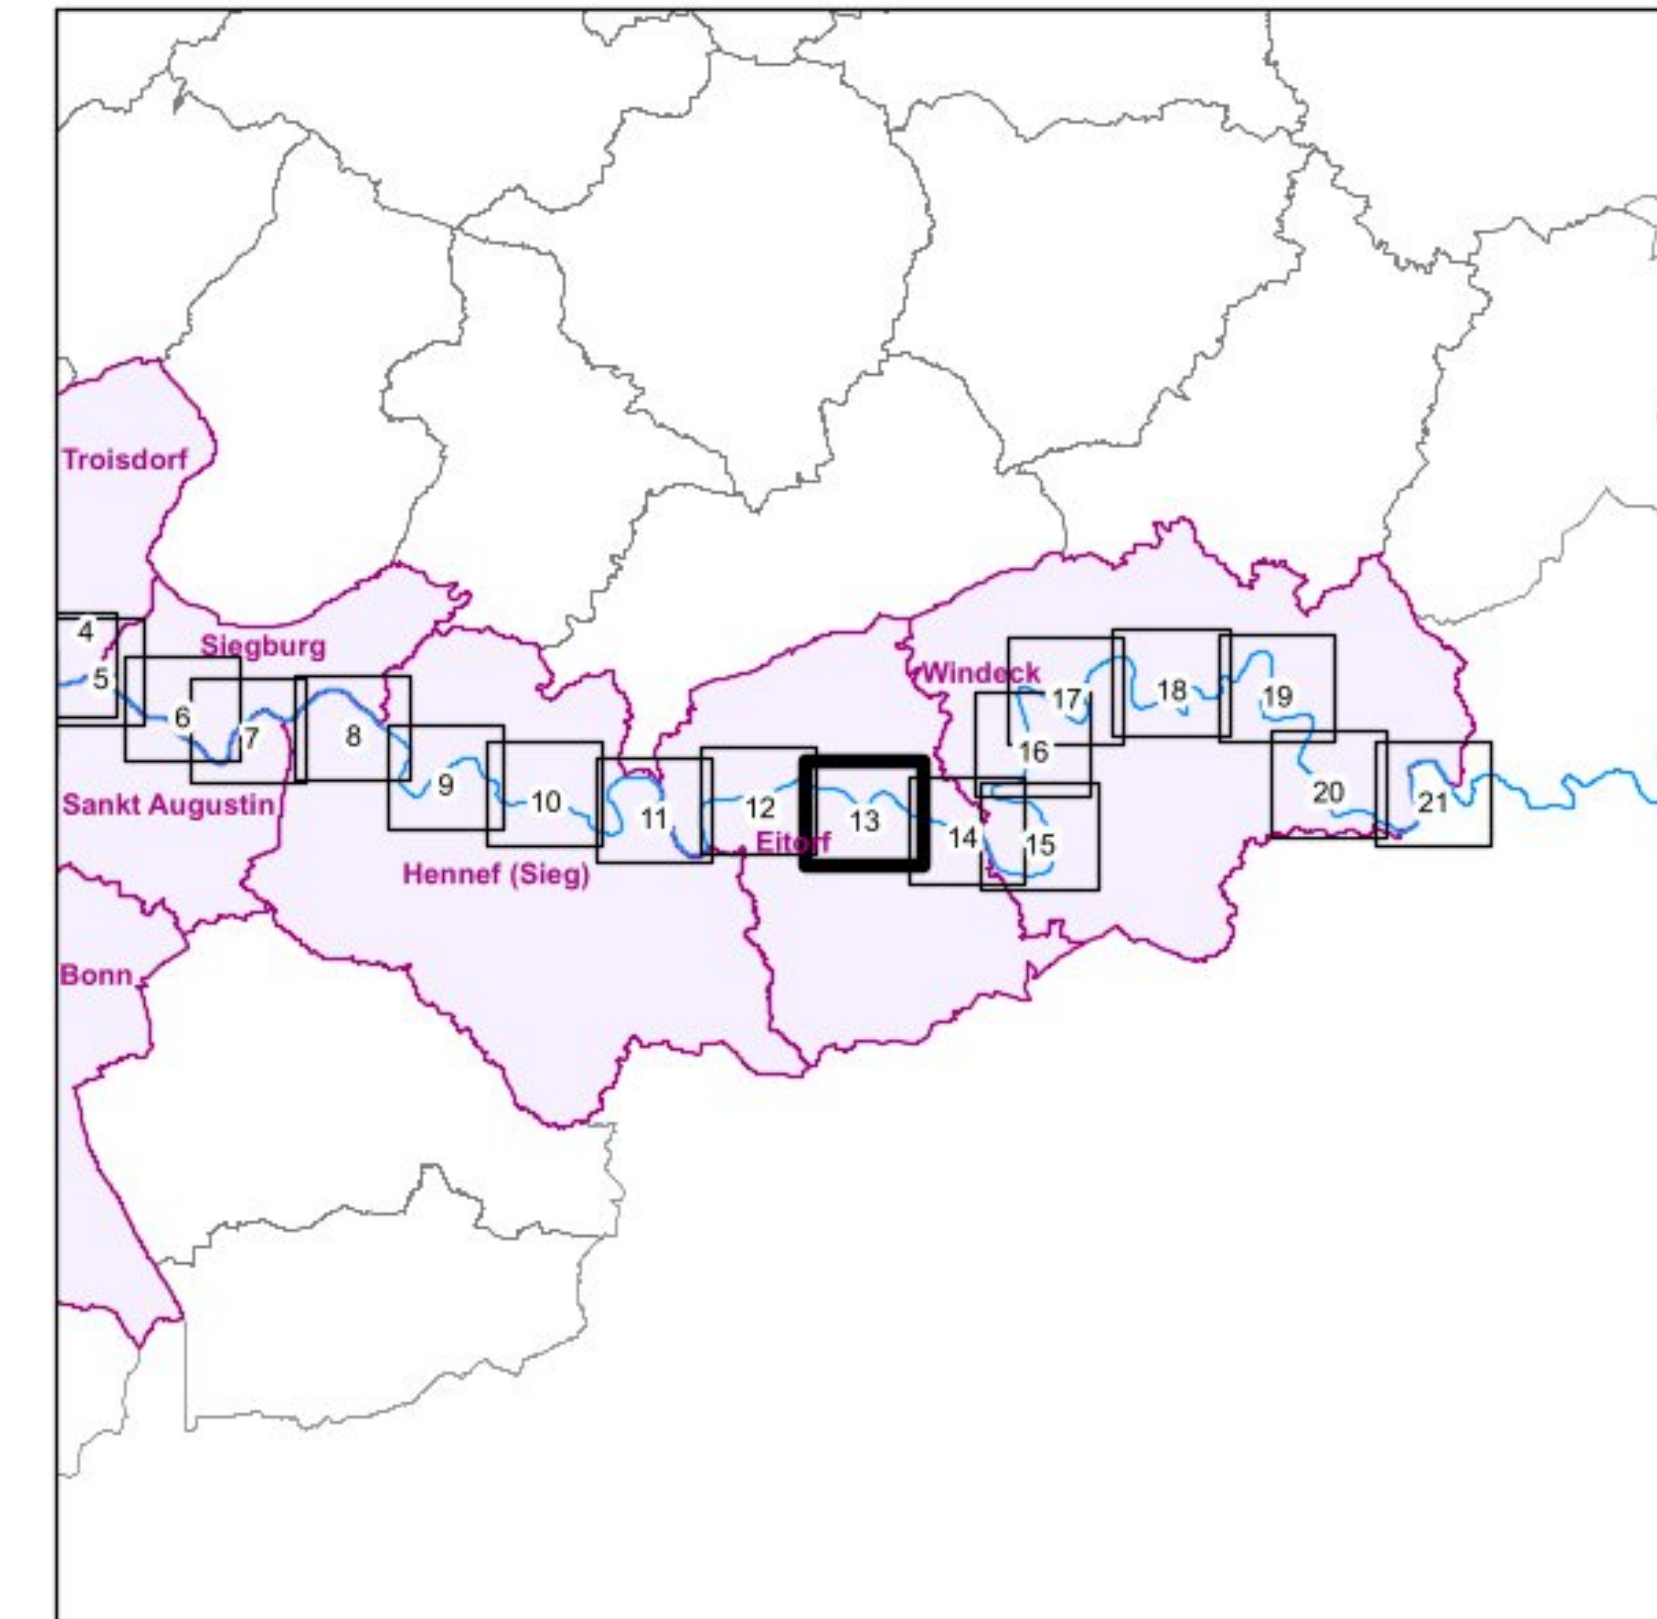 Troisdorf
4
Siegburg
5
Windeck
6
7
8
17
18
19
16
Sankt Augustin
9
10
11
12
13
14
15
20
21
Eitorf
Hennef (Sieg)
Bonn